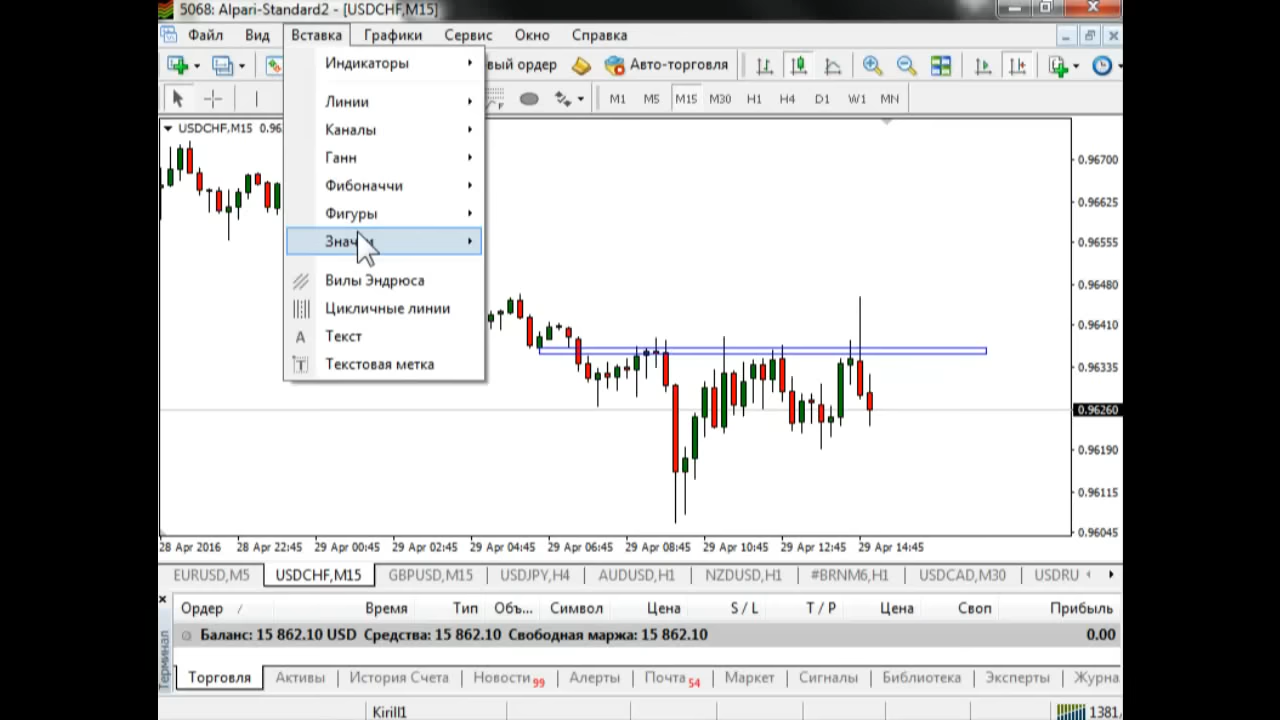 5068: Alpari-Standard2 - [USDCHF,M15]
Файл Вид Вставка Графики Сервис Окно Справка
ый ордер Авто-торговля
M1 M5 M15 M30 H1 H4 D1 W1 MN
USDCHF,M15 0.96
Индикаторы
Линии
Каналы
Ганн
Фибоначчи
Фигуры
Знач
Вилы Эндрюса
Цикличные линии
A Текст
T Текстовая метка
0.96700
0.96625
0.96555
0.96480
0.96410
0.96335
0.96260
0.96190
0.96115
0.96045
28 Apr 2016 28 Apr 22:45 29 Apr 00:45 29 Apr 02:45 29 Apr 04:45 29 Apr 06:45 29 Apr 08:45 29 Apr 10:45 29 Apr 12:45 29 Apr 14:45
EURUSD,M5 USDCHF,M15 GBPUSD,M15 USDJPY,H4 AUDUSD,H1 NZDUSD,H1 #BRNM6,H1 USDCAD,M30 USDRU
Ордер / Время Тип Объ... Символ Цена S / L T / P Цена Своп Прибыль
Баланс: 15 862.10 USD Средства: 15 862.10 Свободная маржа: 15 862.10 0.00
Терминал
Торговля Активы История Счета Новости 99 Алерты Почта 54 Маркет Сигналы Библиотека Эксперты Журна
Kirill1 1381/